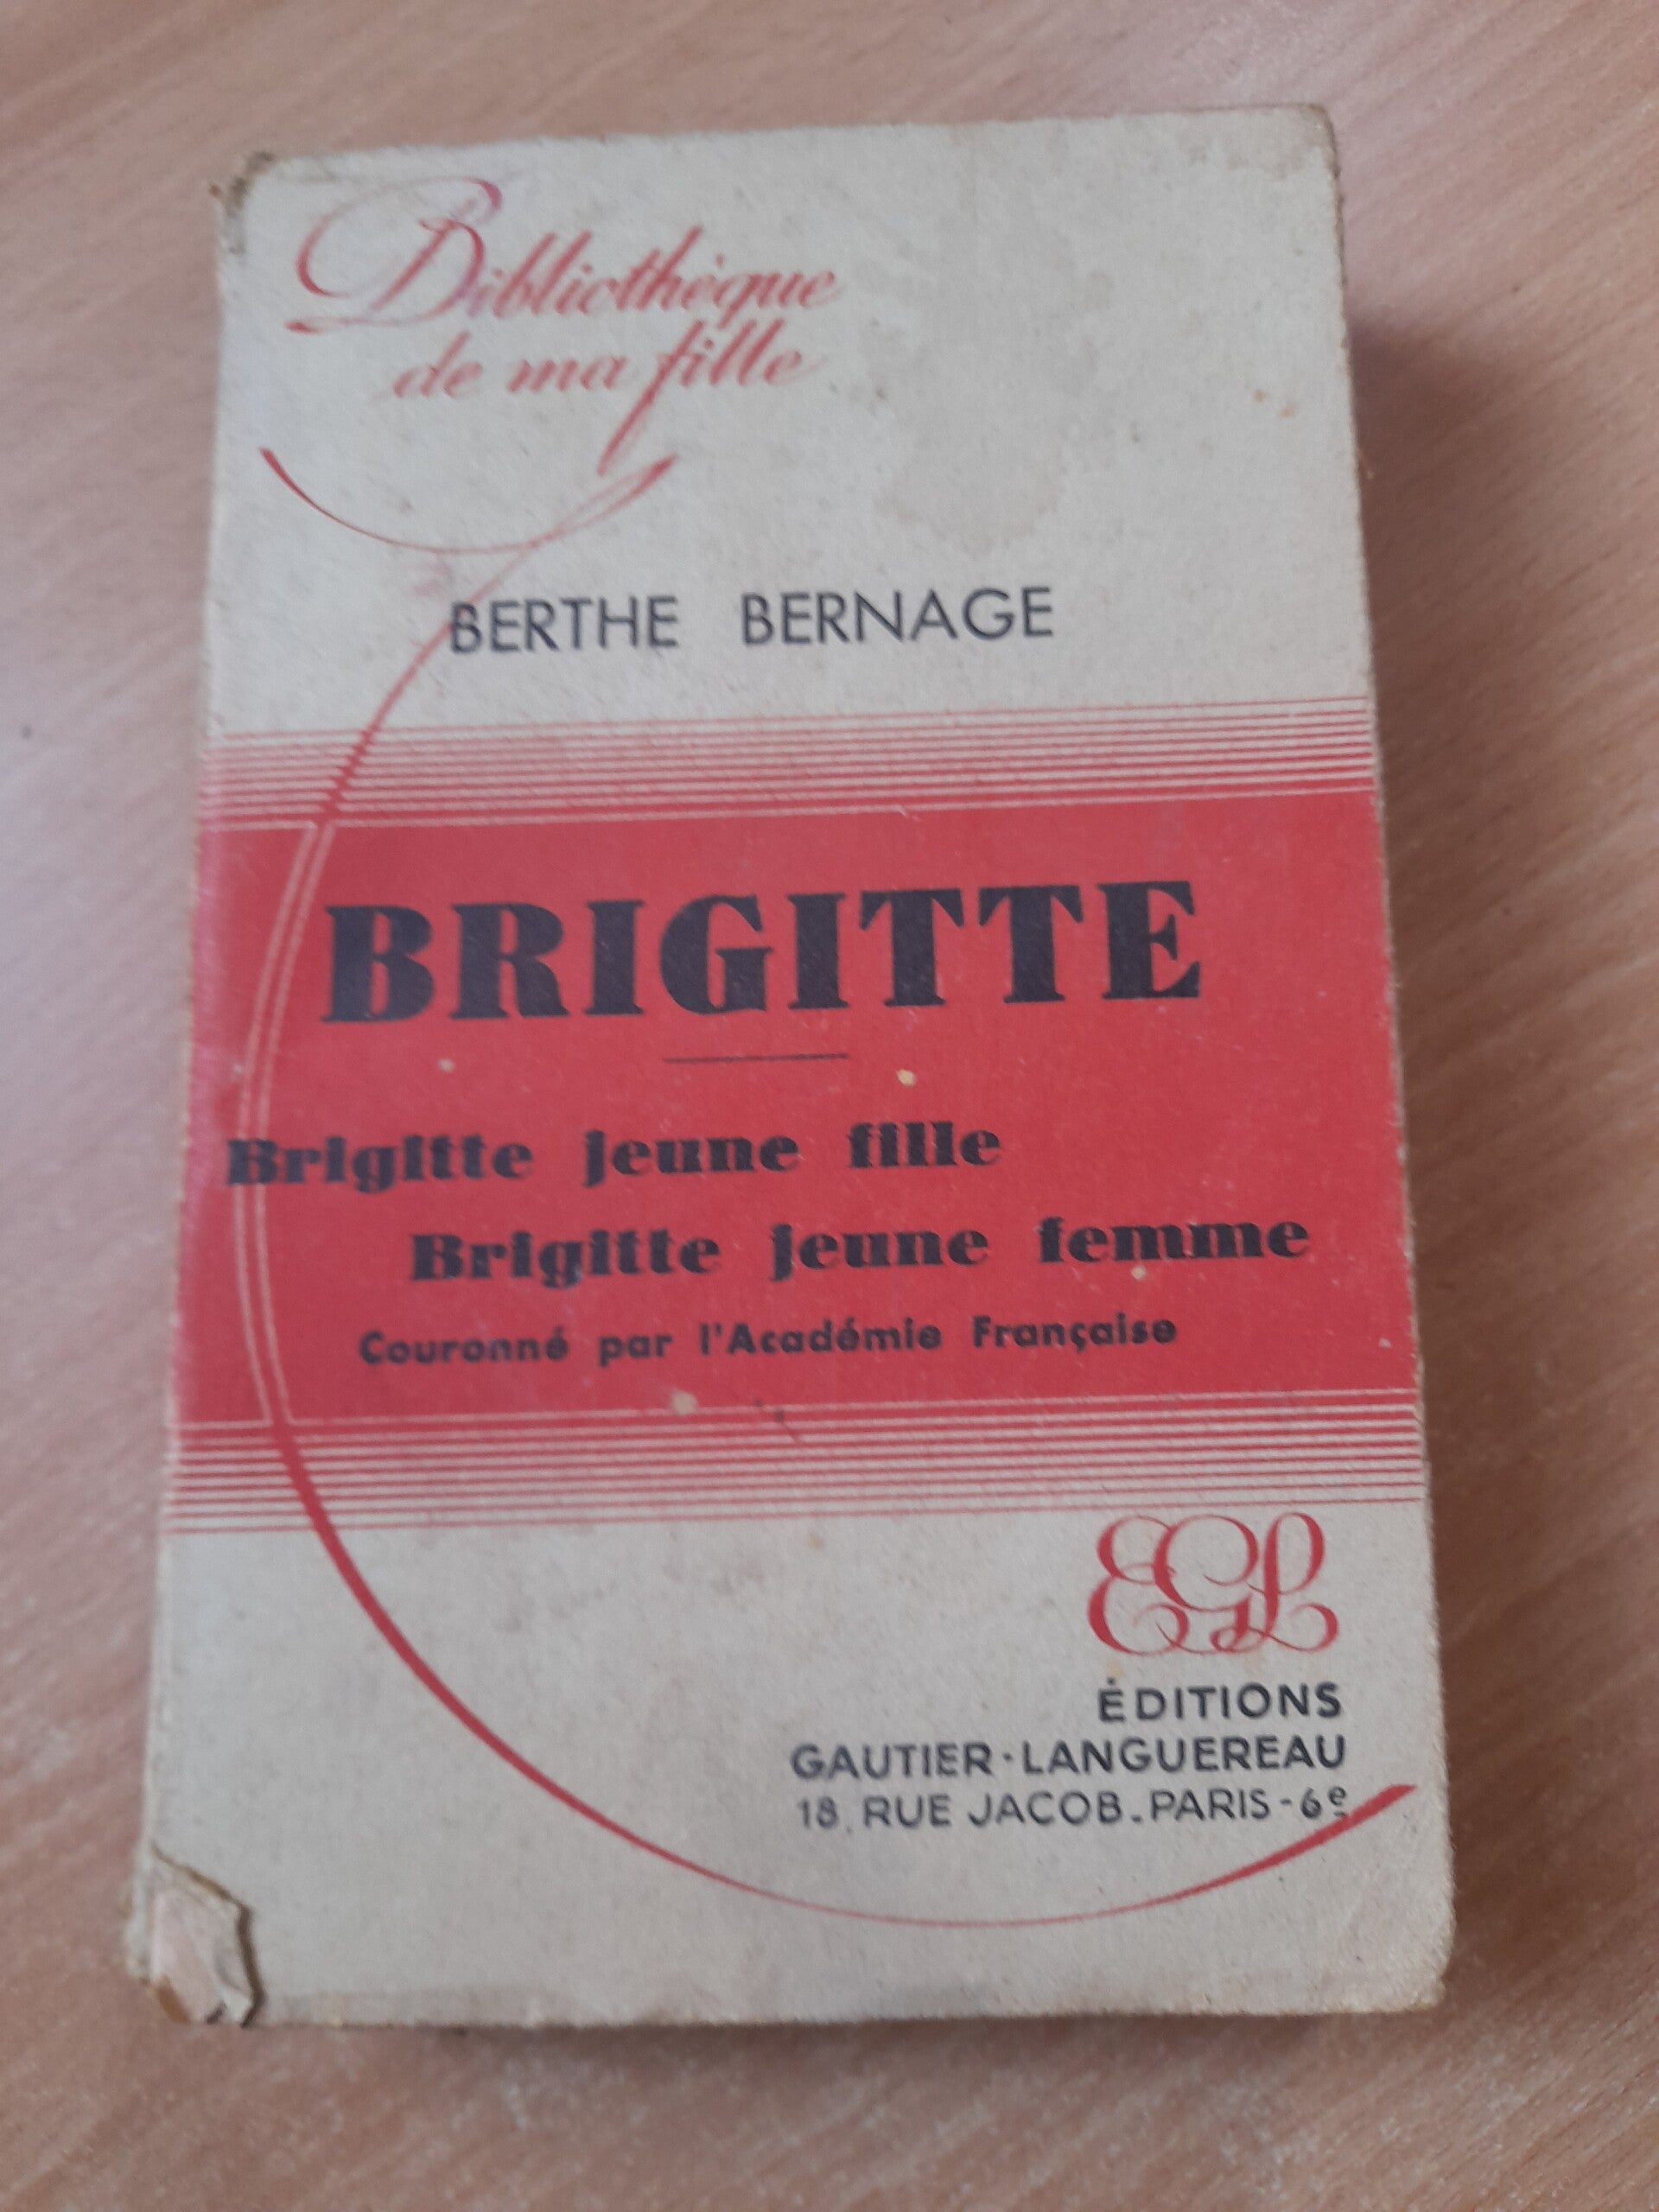 Bibliothèque
de ma fille
BERTHE BERNAGE
BRIGITTE
Brigitte jeune fille
Brigitte jeune femme
Couronné par l'Académie Française
EGL
ÉDITIONS
GAUTIER-LANGUEREAU
18, RUE JACOB-PARIS-6e